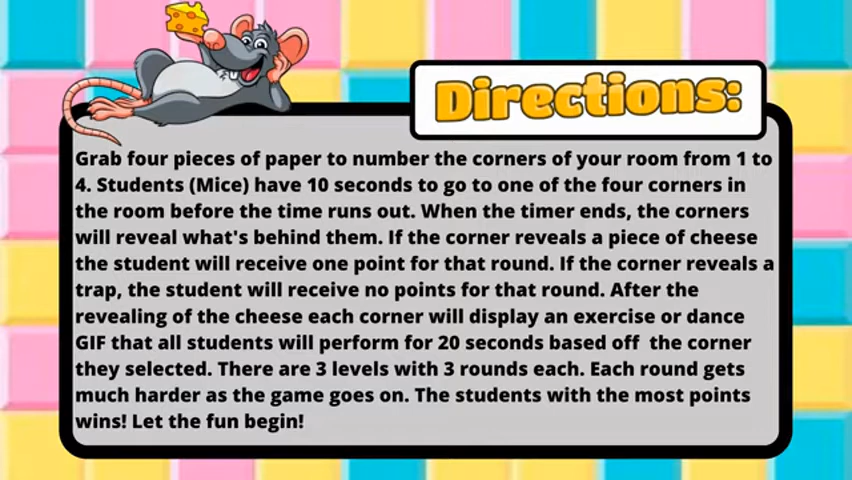 Directions:
Grab four pieces of paper to number the corners of your room from 1 to
4. Students (Mice) have 10 seconds to go to one of the four corners in
the room before the time runs out. When the timer ends, the corners
will reveal what's behind them. If the corner reveals a piece of cheese
the student will receive one point for that round. If the corner reveals a
trap, the student will receive no points for that round. After the
revealing of the cheese each corner will display an exercise or dance
GIF that all students will perform for 20 seconds based off  the corner
they selected. There are 3 levels with 3 rounds each. Each round gets
much harder as the game goes on. The students with the most points
wins! Let the fun begin!